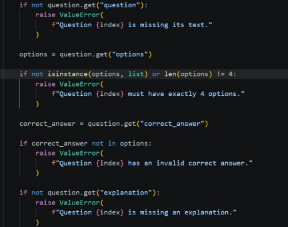 if not question.get("question"):
    raise ValueError(
        f"Question {index} is missing its text."
    )
options = question.get("options")
if not isinstance(options, list) or len(options) != 4:
    raise ValueError(
        f"Question {index} must have exactly 4 options."
    )
correct_answer = question.get("correct_answer")
if correct_answer not in options:
    raise ValueError(
        f"Question {index} has an invalid correct answer."
    )
if not question.get("explanation"):
    raise ValueError(
        f"Question {index} is missing an explanation."
    )